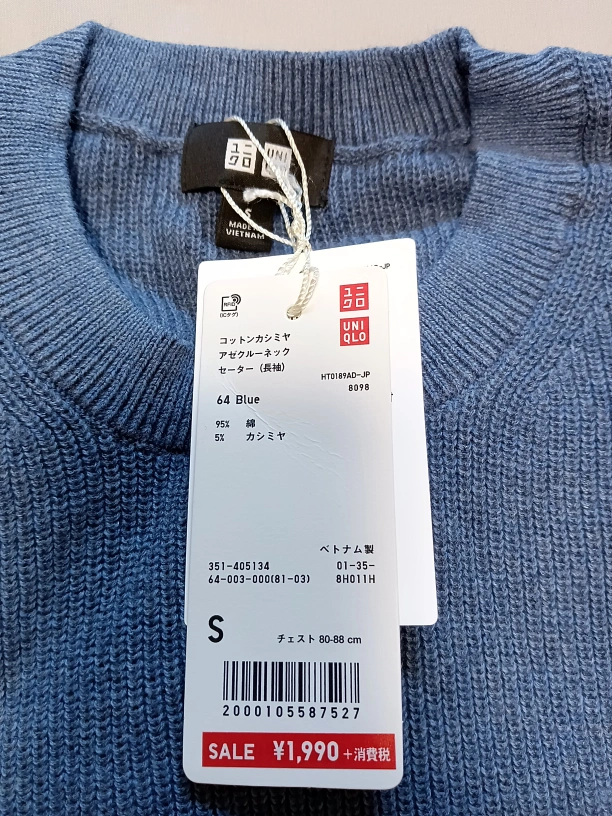 ユニ
クロ
UNI
S
MADE
VIETNAM
-JP
(ICタグ)
ユニ
クロ
UNI
QLO
コットンカシミヤ
アゼクルーネック
セーター（長袖）
HT0189AD-JP
8098
64 Blue
95% 綿
5% カシミヤ
ベトナム製
351-405134 01-35-
64-003-000(81-03) 8H011H
S チェスト 80-88 cm
2000105587527
SALE ¥1,990 +消費税